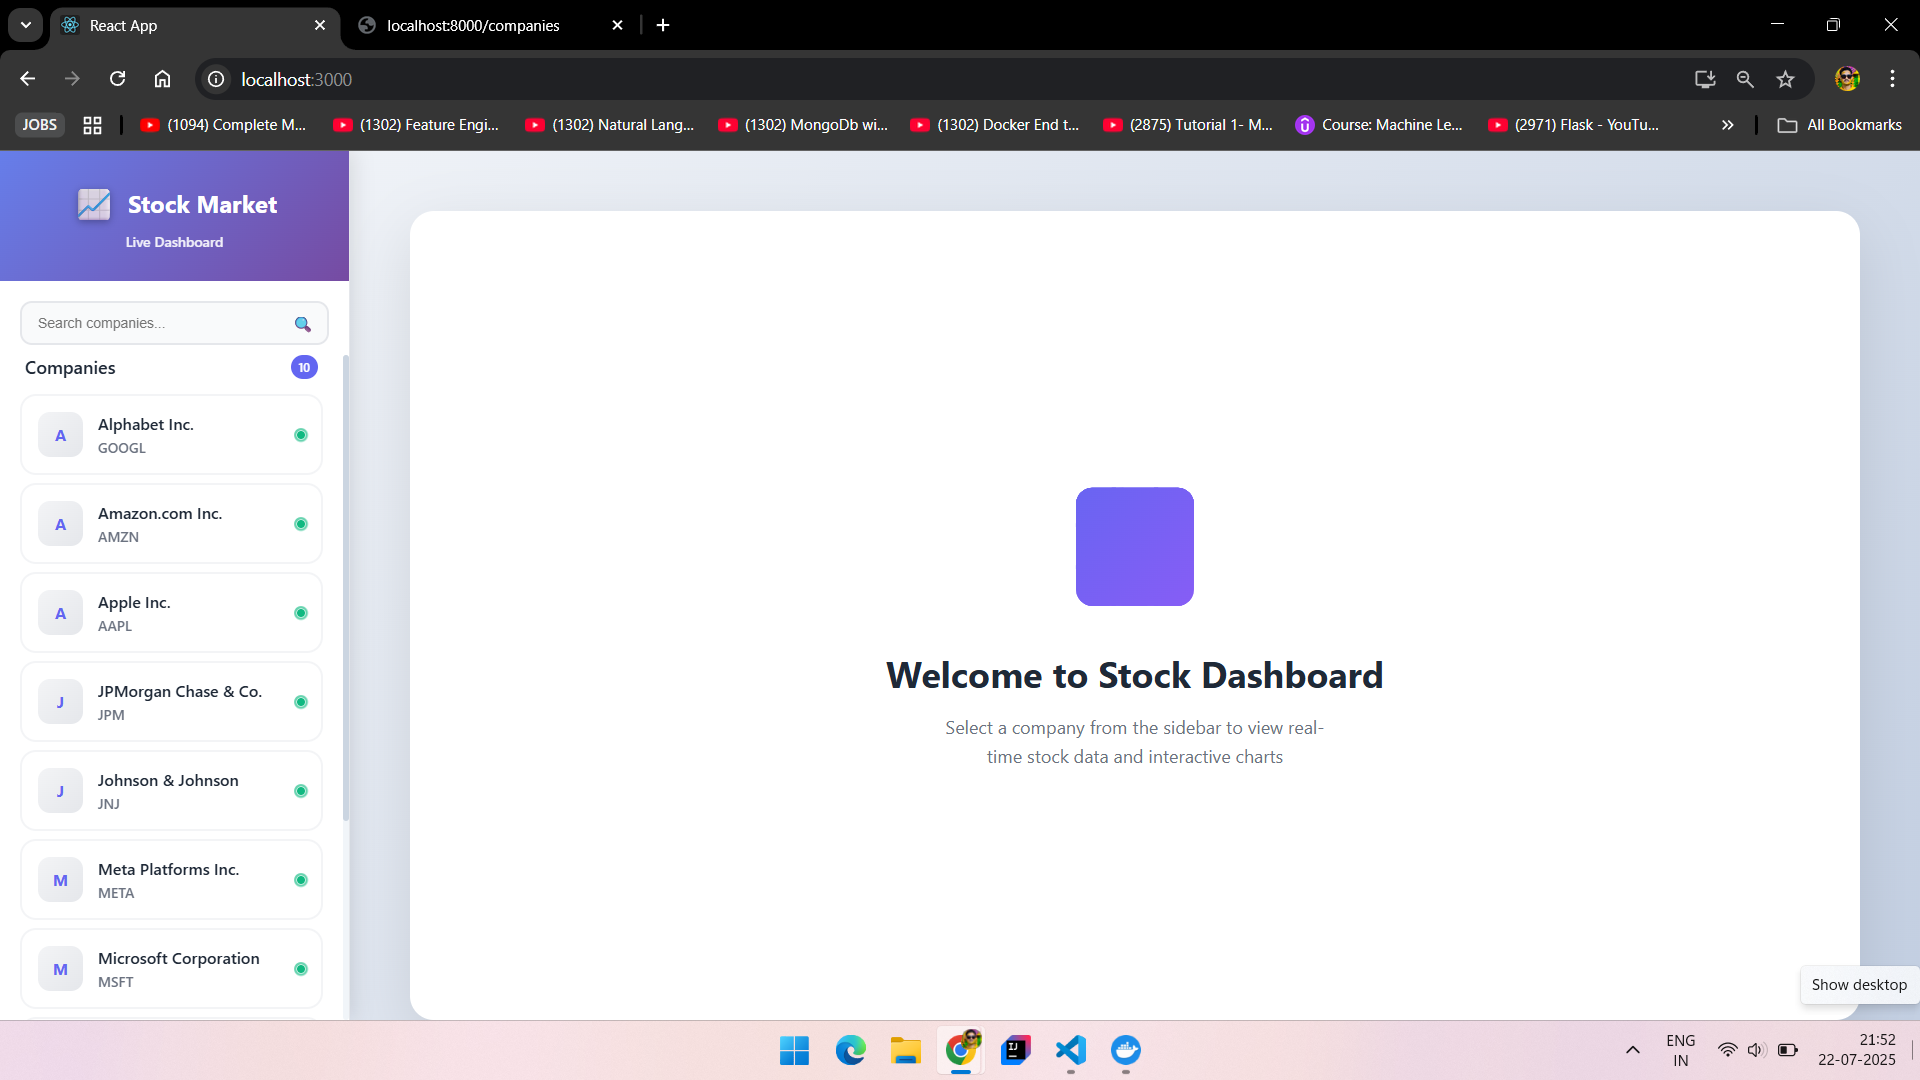 React App
localhost:8000/companies
localhost:3000
JOBS
(1094) Complete M...
(1302) Feature Engi...
(1302) Natural Lang...
(1302) MongoDb wi...
(1302) Docker End t...
(2875) Tutorial 1- M...
Course: Machine Le...
(2971) Flask - YouTu...
All Bookmarks
Stock Market
Live Dashboard
Search companies...
Companies
10
A
Alphabet Inc.
GOOGL
A
Amazon.com Inc.
AMZN
A
Apple Inc.
AAPL
J
JPMorgan Chase & Co.
JPM
J
Johnson & Johnson
JNJ
M
Meta Platforms Inc.
META
M
Microsoft Corporation
MSFT
Welcome to Stock Dashboard
Select a company from the sidebar to view real-
time stock data and interactive charts
Show desktop
ENG
IN
21:52
22-07-2025